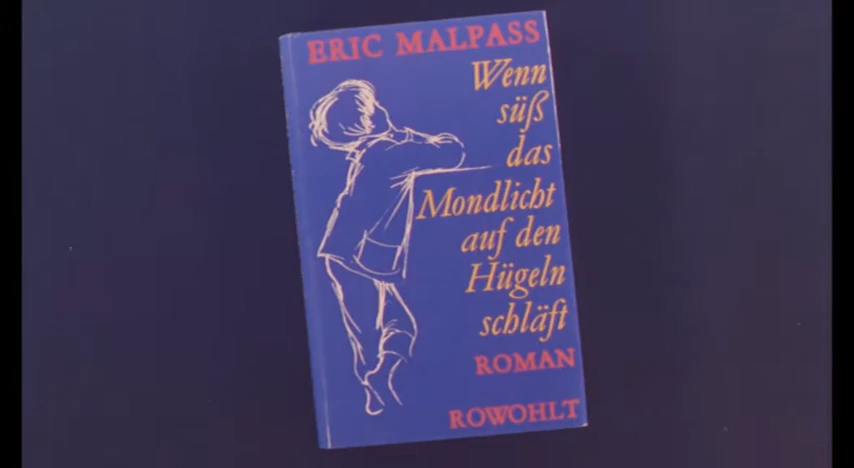 ERIC MALPASS
Wenn
süß
das
Mondlicht
auf den
Hügeln
schläft
ROMAN
ROWOHLT